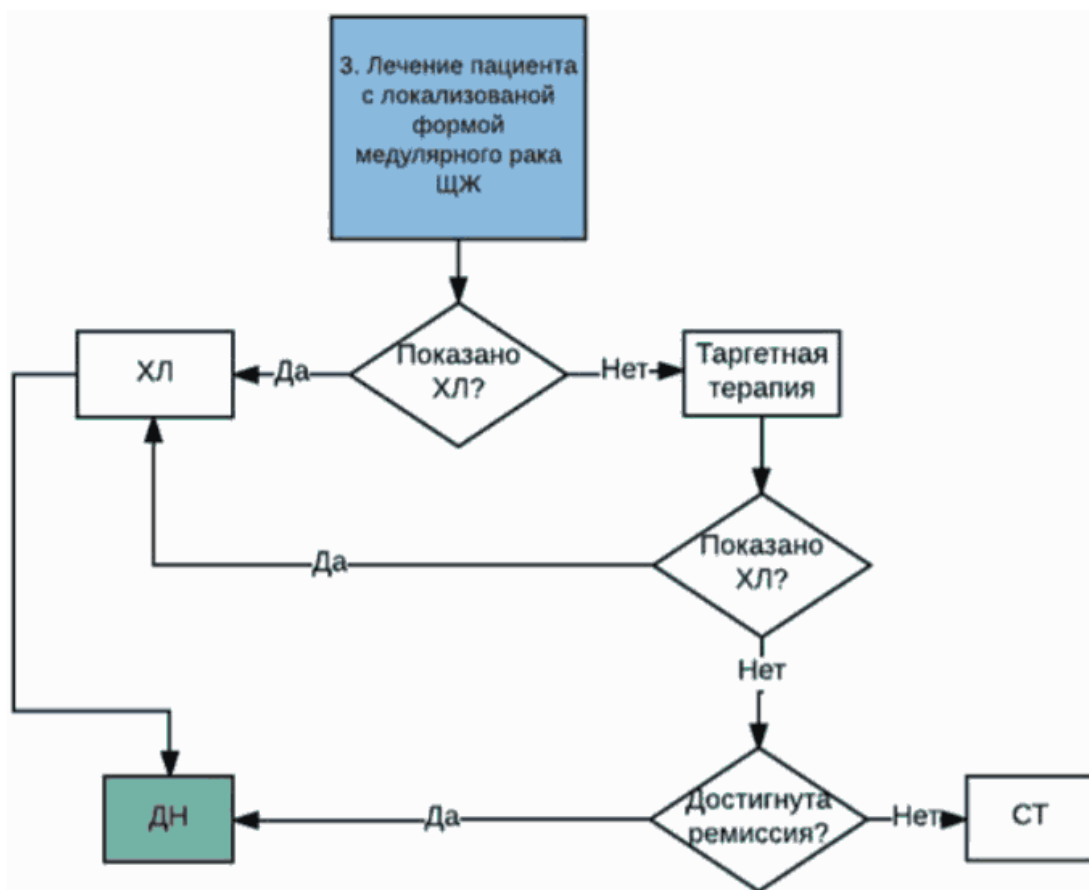 3. Лечение пациента
с локализованой
формой
медулярного рака
ЩЖ
Показано
ХЛ?
Да
ХЛ
Нет
Таргетная
терапия
Показано
ХЛ?
Да
Нет
Достигнута
ремиссия?
Да
ДН
Нет
СТ